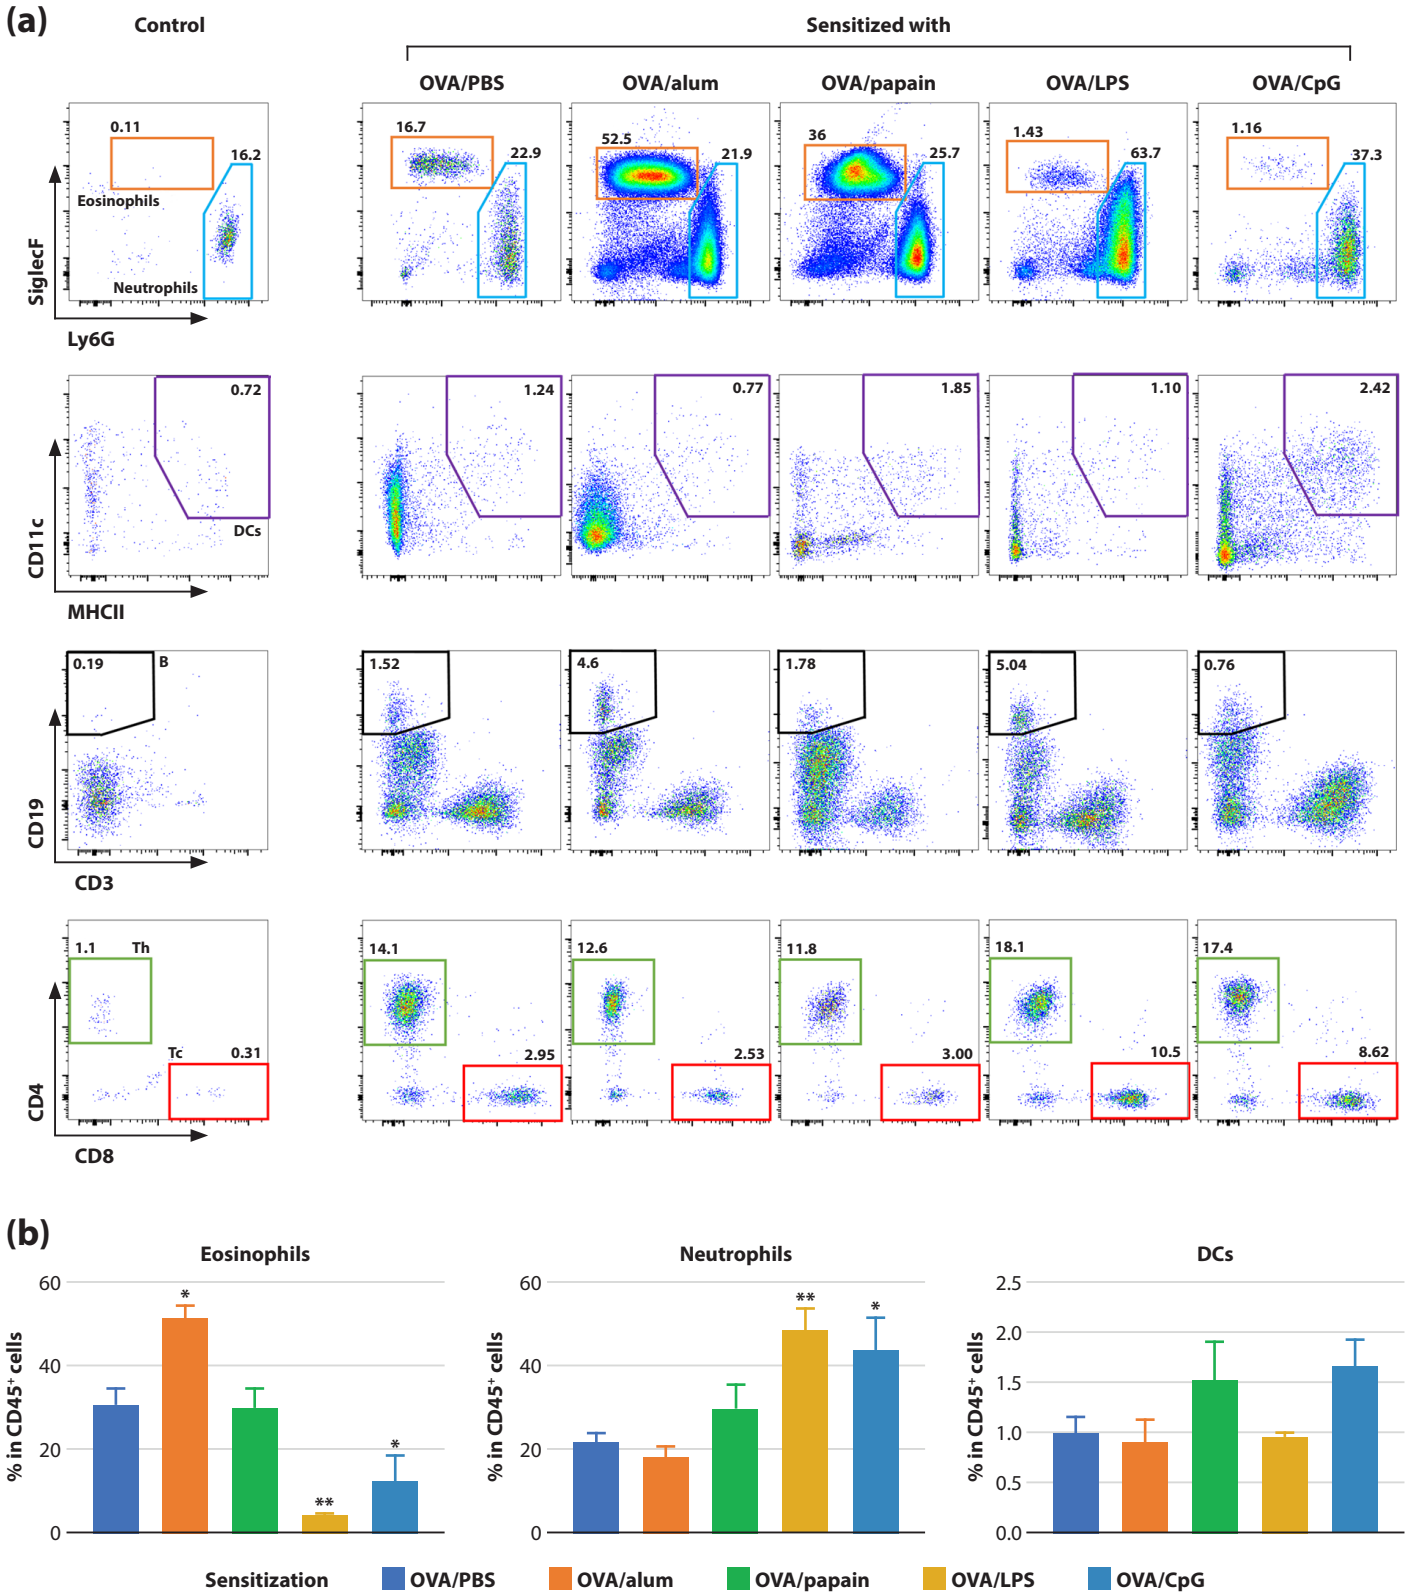 (a)
Control
Sensitized with
OVA/PBS OVA/alum OVA/papain OVA/LPS OVA/CpG
0.11 16.2 16.7 22.9 52.5 21.9 36 25.7 1.43 63.7 1.16 37.3
Eosinophils
Neutrophils
SiglecF
Ly6G
0.72 1.24 0.77 1.85 1.10 2.42
DCs
CD11c
MHCII
0.19 B 1.52 4.6 1.78 5.04 0.76
CD19
CD3
1.1 Th 14.1 12.6 11.8 18.1 17.4
Tc 0.31 2.95 2.53 3.00 10.5 8.62
CD4
CD8
(b)
Eosinophils
% in CD45+ cells
60
40
20
0
* ** *
Neutrophils
% in CD45+ cells
60
40
20
0
** *
DCs
% in CD45+ cells
2.5
2.0
1.5
1.0
0.5
0.0
Sensitization OVA/PBS OVA/alum OVA/papain OVA/LPS OVA/CpG